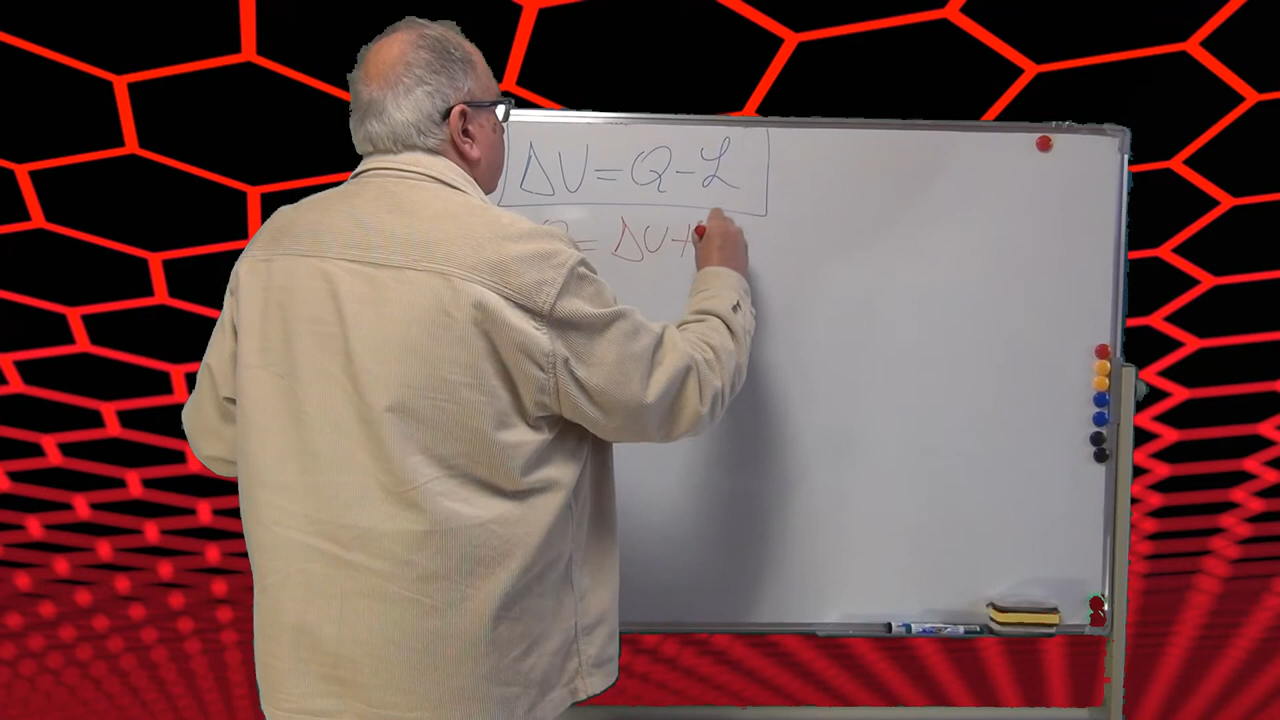 ΔU = Q - L
Q = ΔU +